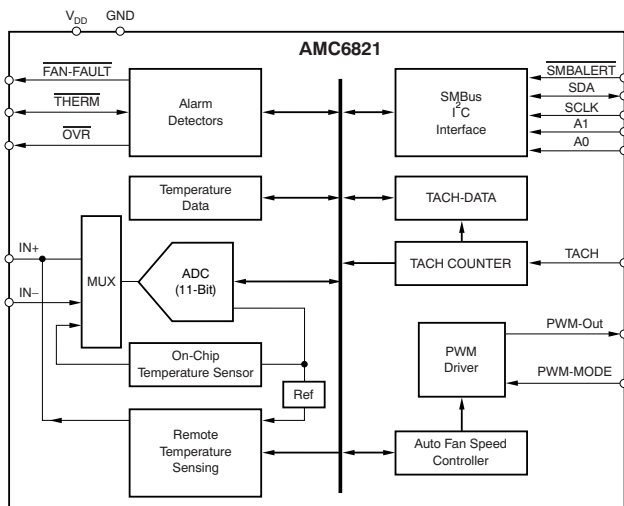 V_DD GND
AMC6821
FAN-FAULT
THERM
OVR
Alarm
Detectors
SMBus
I²C
Interface
SMBALERT
SDA
SCLK
A1
A0
Temperature
Data
TACH-DATA
IN+
IN–
MUX
ADC
(11-Bit)
TACH COUNTER
TACH
On-Chip
Temperature Sensor
Ref
PWM
Driver
PWM-Out
PWM-MODE
Remote
Temperature
Sensing
Auto Fan Speed
Controller